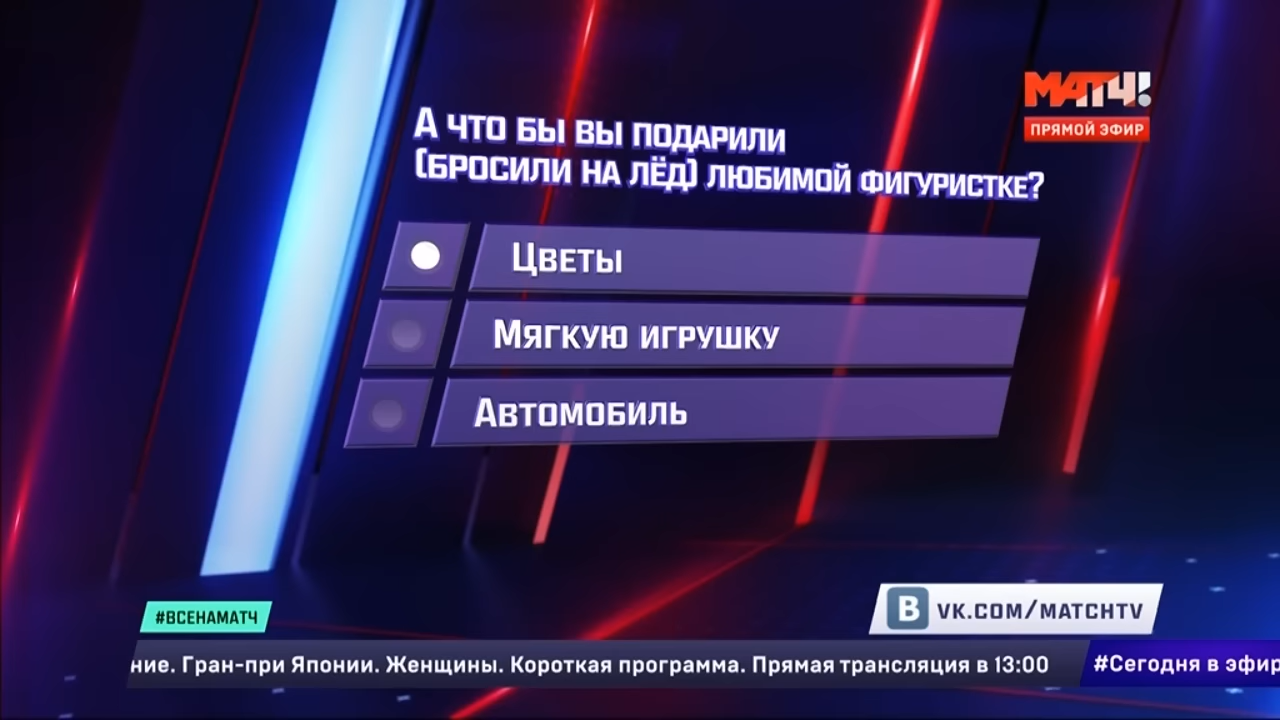 МАТЧ!
ПРЯМОЙ ЭФИР
А ЧТО БЫ ВЫ ПОДАРИЛИ
(БРОСИЛИ НА ЛЁД) ЛЮБИМОЙ ФИГУРИСТКЕ?
ЦВЕТЫ
МЯГКУЮ ИГРУШКУ
АВТОМОБИЛЬ
#ВСЕНАМАТЧ
В VK.COM/MATCHTV
ние. Гран-при Японии. Женщины. Короткая программа. Прямая трансляция в 13:00
#Сегодня в эфир